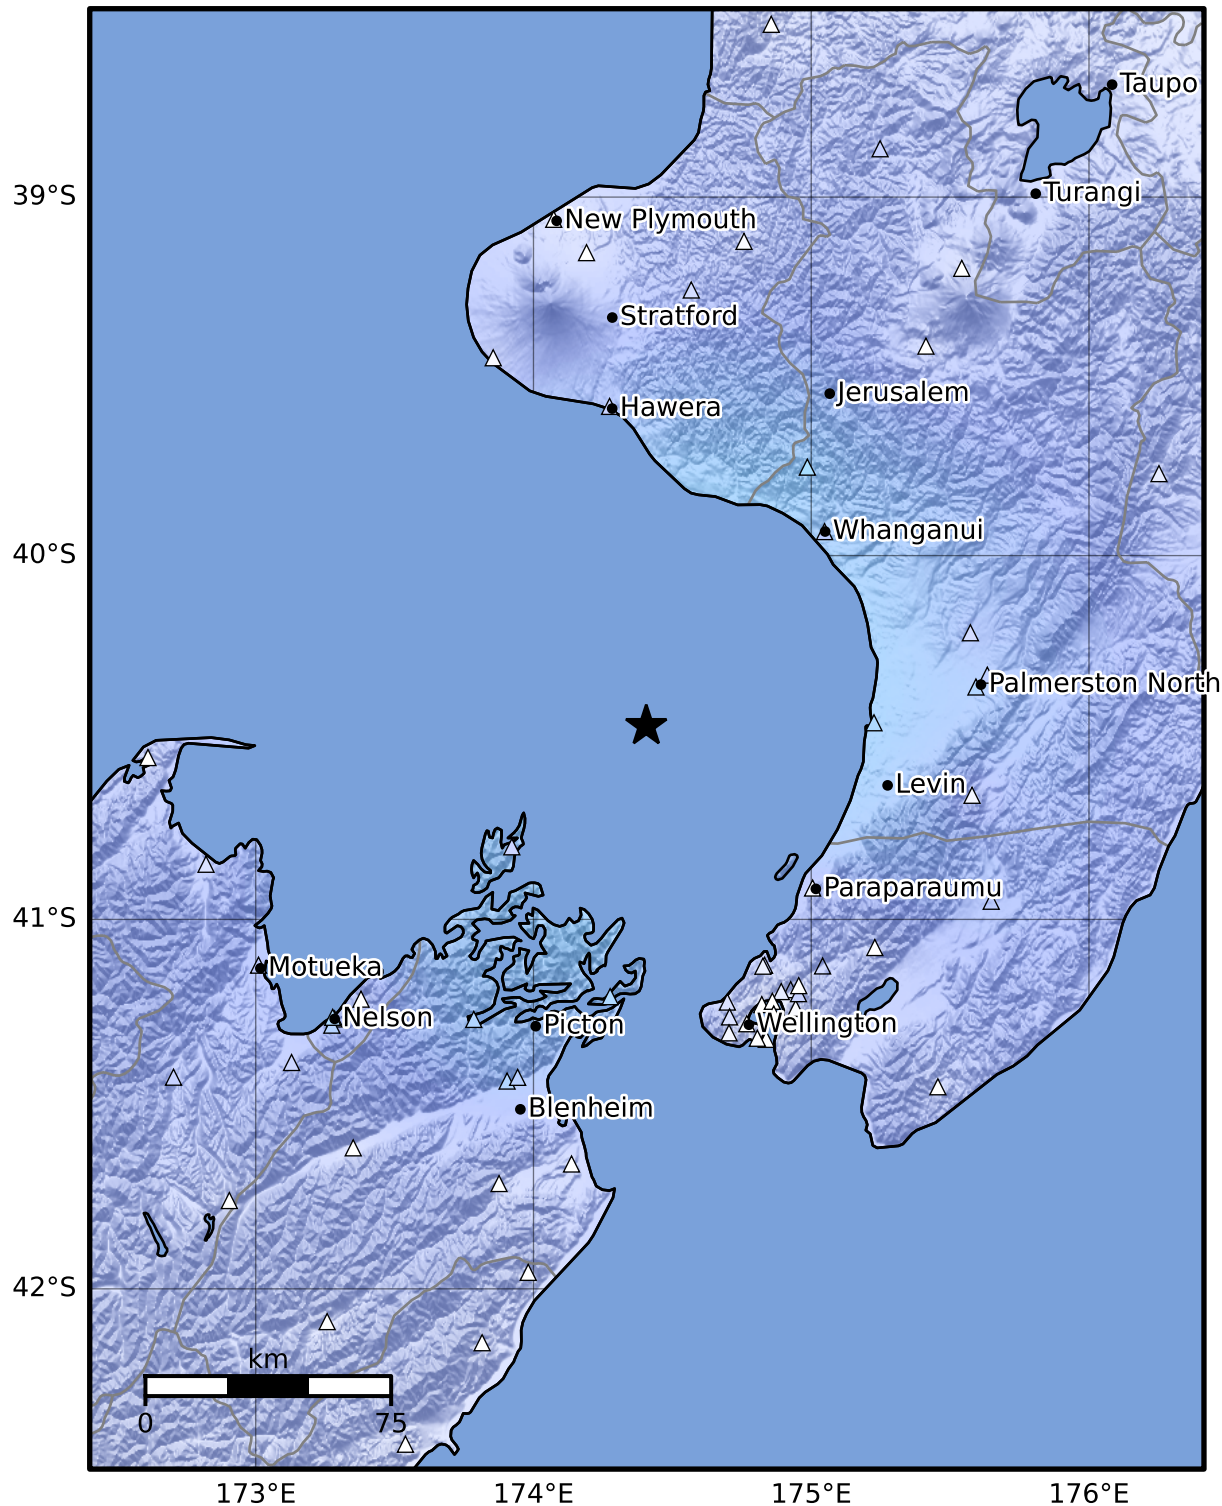 Taupo
39°S
Turangi
New Plymouth
Stratford
Jerusalem
Hawera
Whanganui
40°S
Palmerston North
Levin
Paraparaumu
41°S
Motueka
Nelson
Picton
Wellington
Blenheim
42°S
km
0
75
173°E
174°E
175°E
176°E